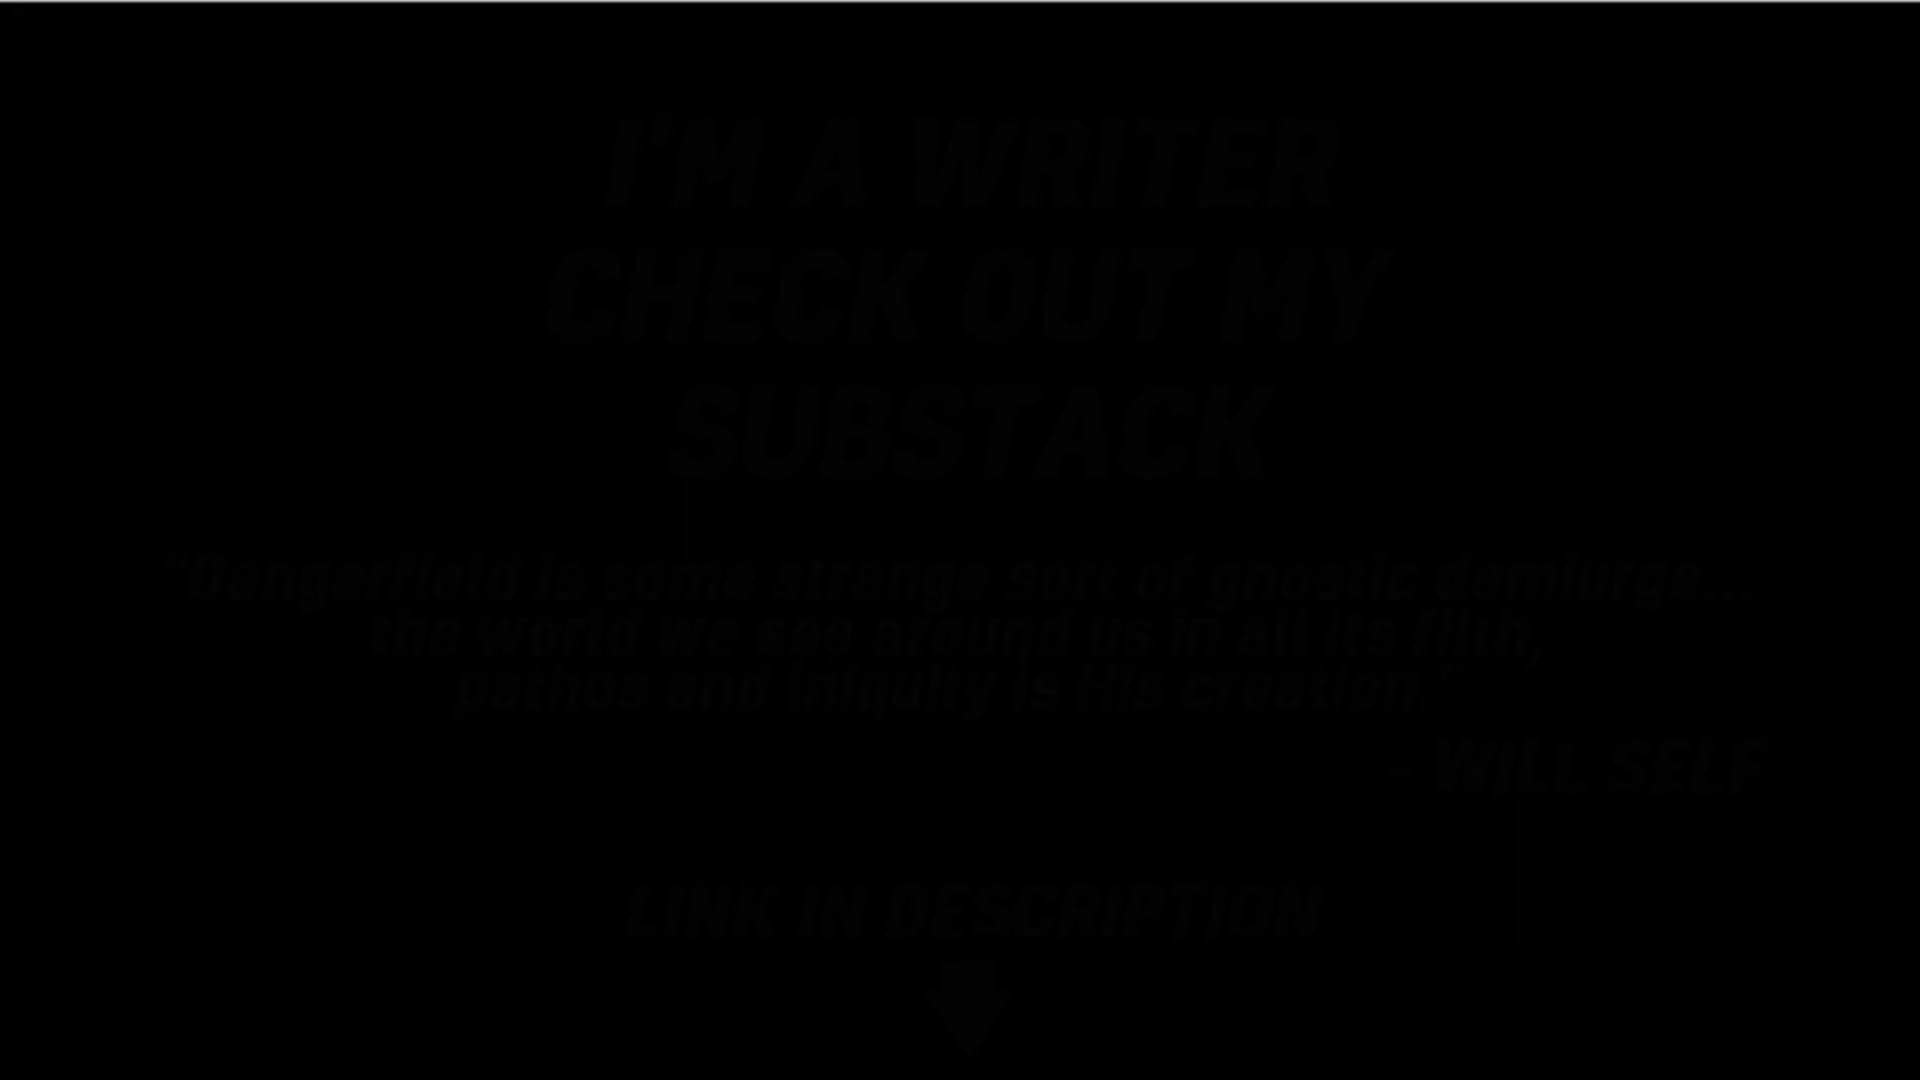 I'M A WRITER
CHECK OUT MY
SUBSTACK
"Dangerfield is some strange sort of gnostic demiurge...
the world we see around us in all its filth,
pathos and iniquity is His creation."
- WILL SELF
LINK IN DESCRIPTION